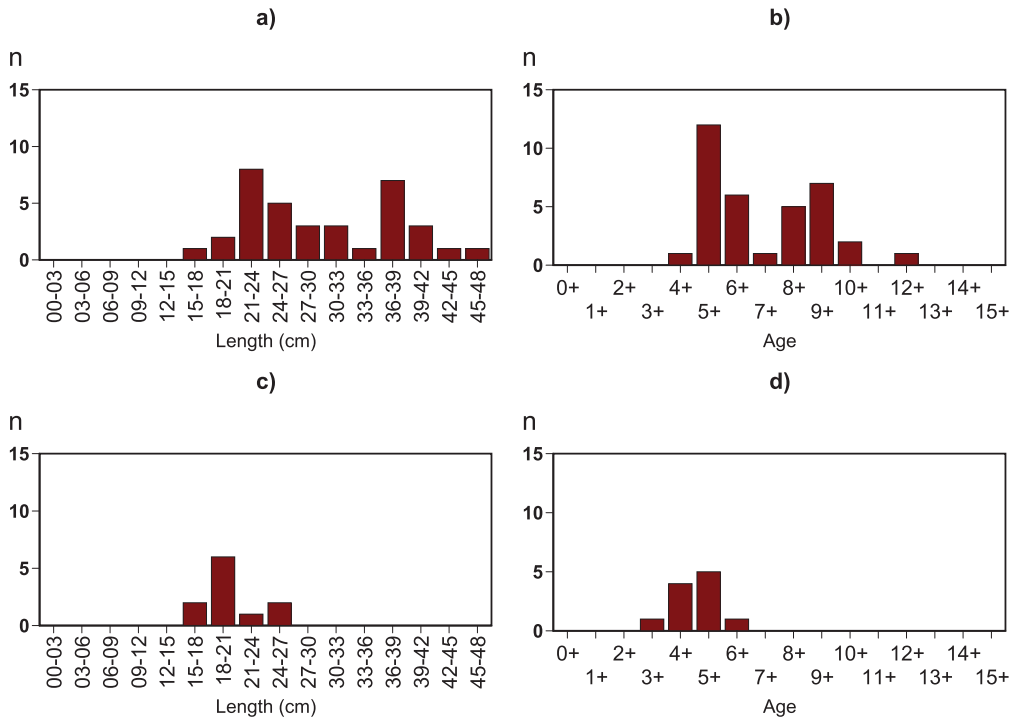 a)
n
15
10
5
0
00-03 03-06 06-09 09-12 12-15 15-18 18-21 21-24 24-27 27-30 30-33 33-36 36-39 39-42 42-45 45-48
Length (cm)
b)
n
15
10
5
0
0+ 2+ 4+ 6+ 8+ 10+ 12+ 14+
1+ 3+ 5+ 7+ 9+ 11+ 13+ 15+
Age
c)
n
15
10
5
0
00-03 03-06 06-09 09-12 12-15 15-18 18-21 21-24 24-27 27-30 30-33 33-36 36-39 39-42 42-45 45-48
Length (cm)
d)
n
15
10
5
0
0+ 2+ 4+ 6+ 8+ 10+ 12+ 14+
1+ 3+ 5+ 7+ 9+ 11+ 13+ 15+
Age